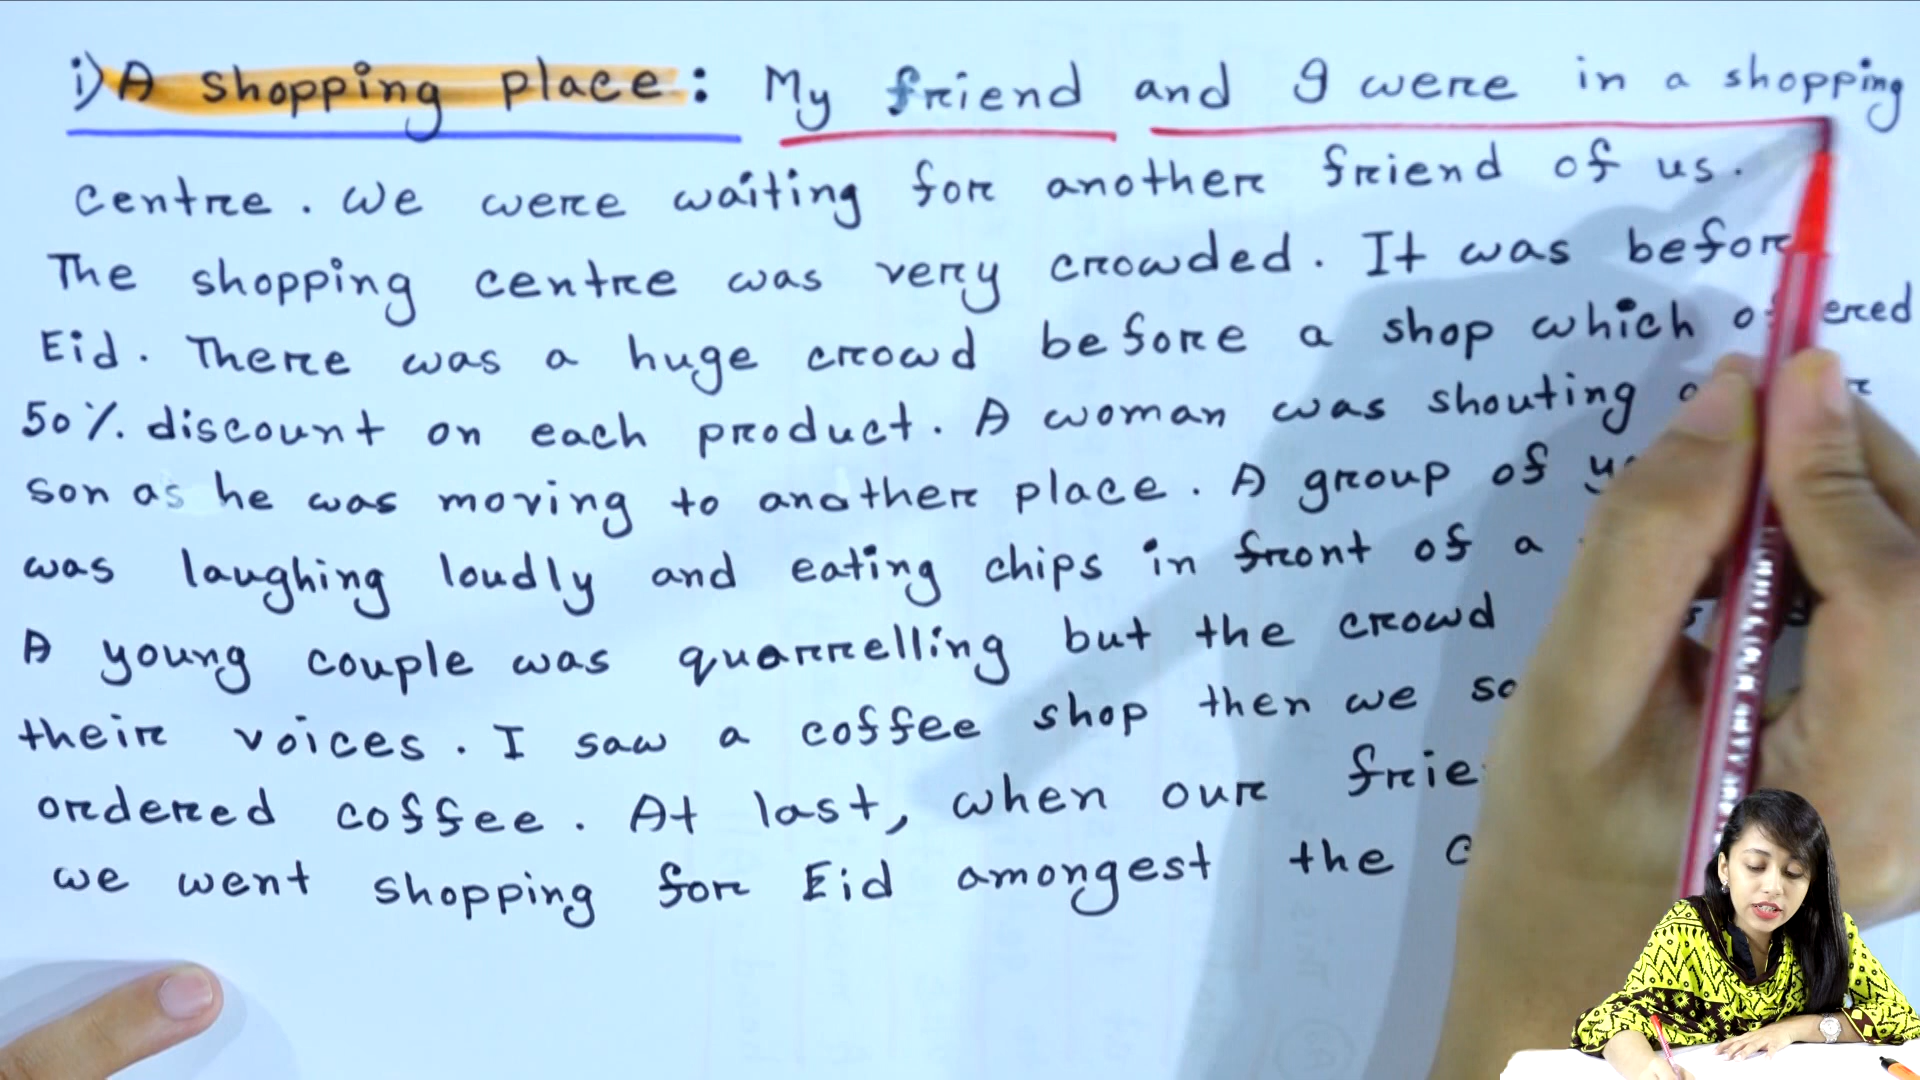 i) A shopping place: My friend and I were in a shopping
centre. We were waiting for another friend of us.
The shopping centre was very crowded. It was before
Eid. There was a huge crowd before a shop which offered
50% discount on each product. A woman was shouting
son as he was moving to another place. A group of
was laughing loudly and eating chips in front of a
A young couple was quarrelling but the crowd
their voices. I saw a coffee shop then we
ordered coffee. At last, when our
we went shopping for Eid amongest the